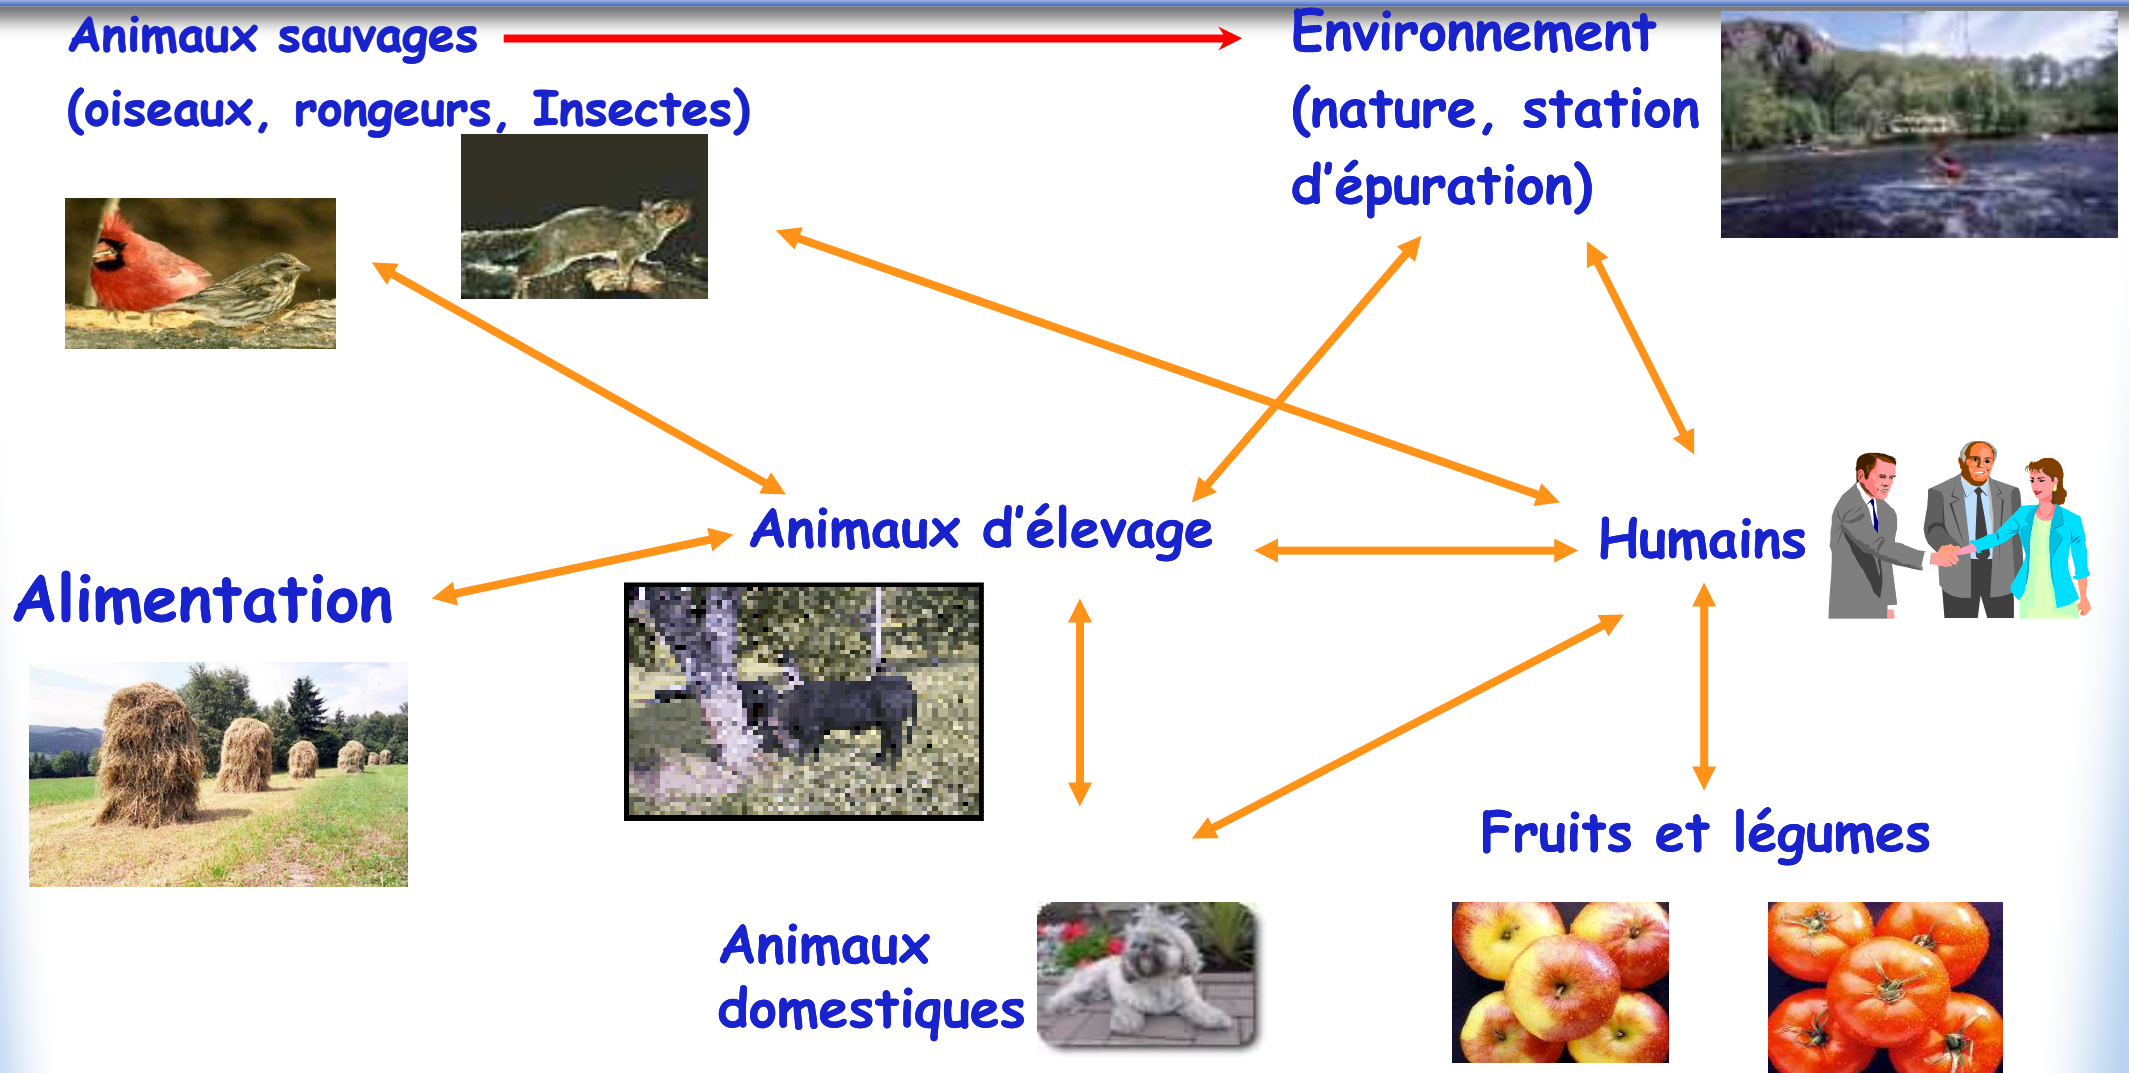 Animaux sauvages
(oiseaux, rongeurs, Insectes)
Environnement
(nature, station
d'épuration)
Animaux d'élevage
Humains
Alimentation
Fruits et légumes
Animaux
domestiques